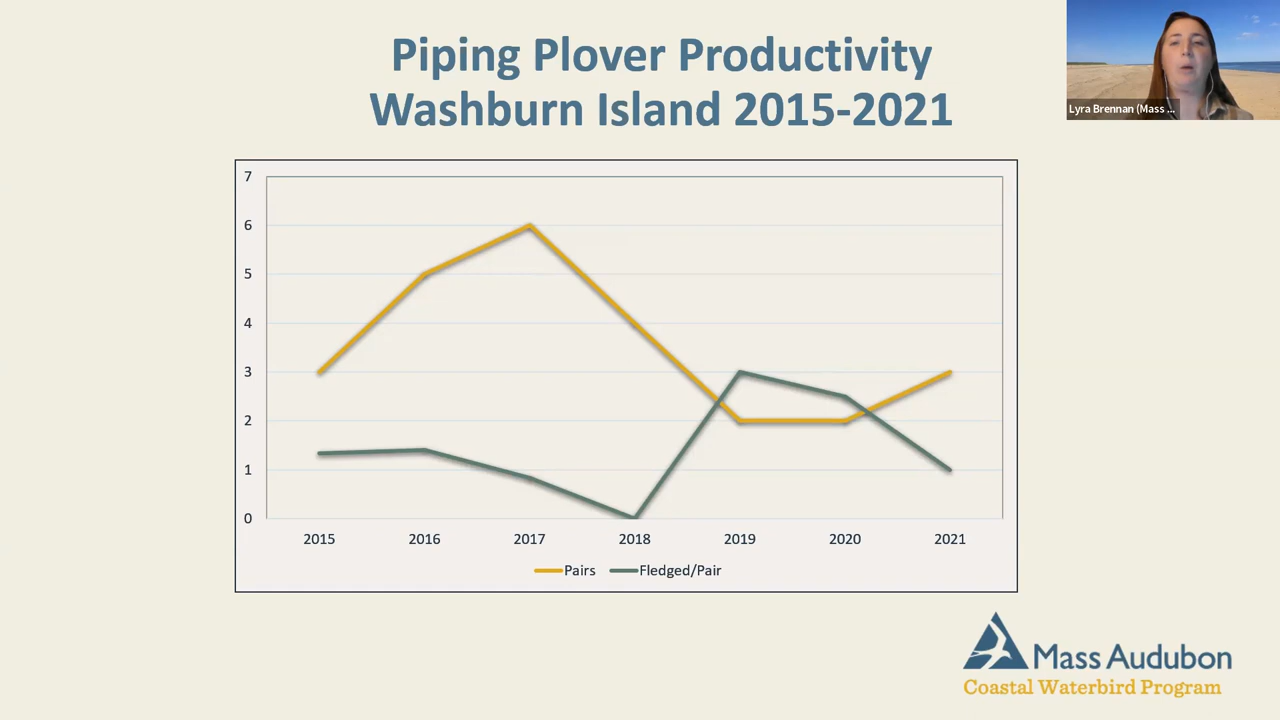 Piping Plover Productivity
Washburn Island 2015-2021
Lyra Brennan (Mass ...
7
6
5
4
3
2
1
0
2015 2016 2017 2018 2019 2020 2021
Pairs Fledged/Pair
Mass Audubon
Coastal Waterbird Program